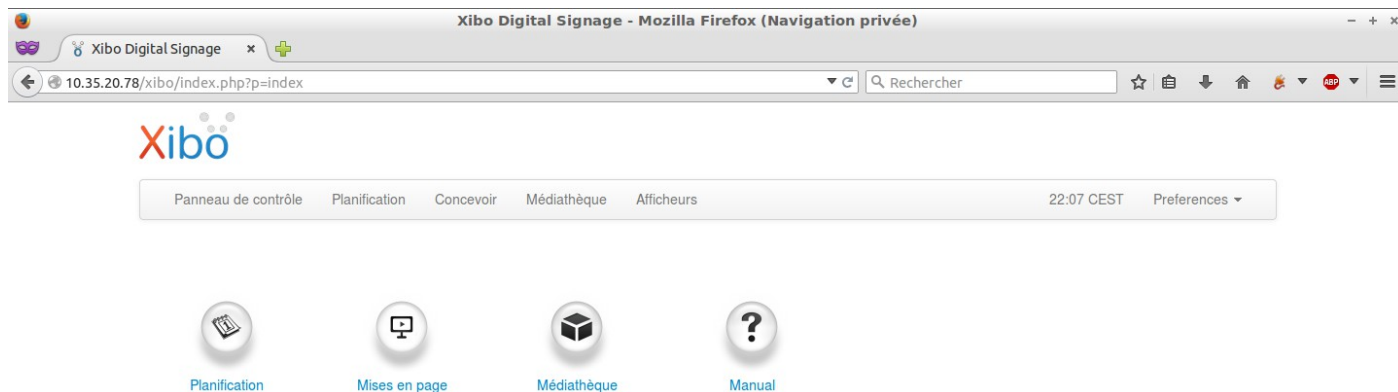 Xibo Digital Signage - Mozilla Firefox (Navigation privée)
Xibo Digital Signage
10.35.20.78/xibo/index.php?p=index
Rechercher
ABP
Xibo
Panneau de contrôle Planification Concevoir Médiathèque Afficheurs 22:07 CEST Preferences
Planification Mises en page Médiathèque Manual